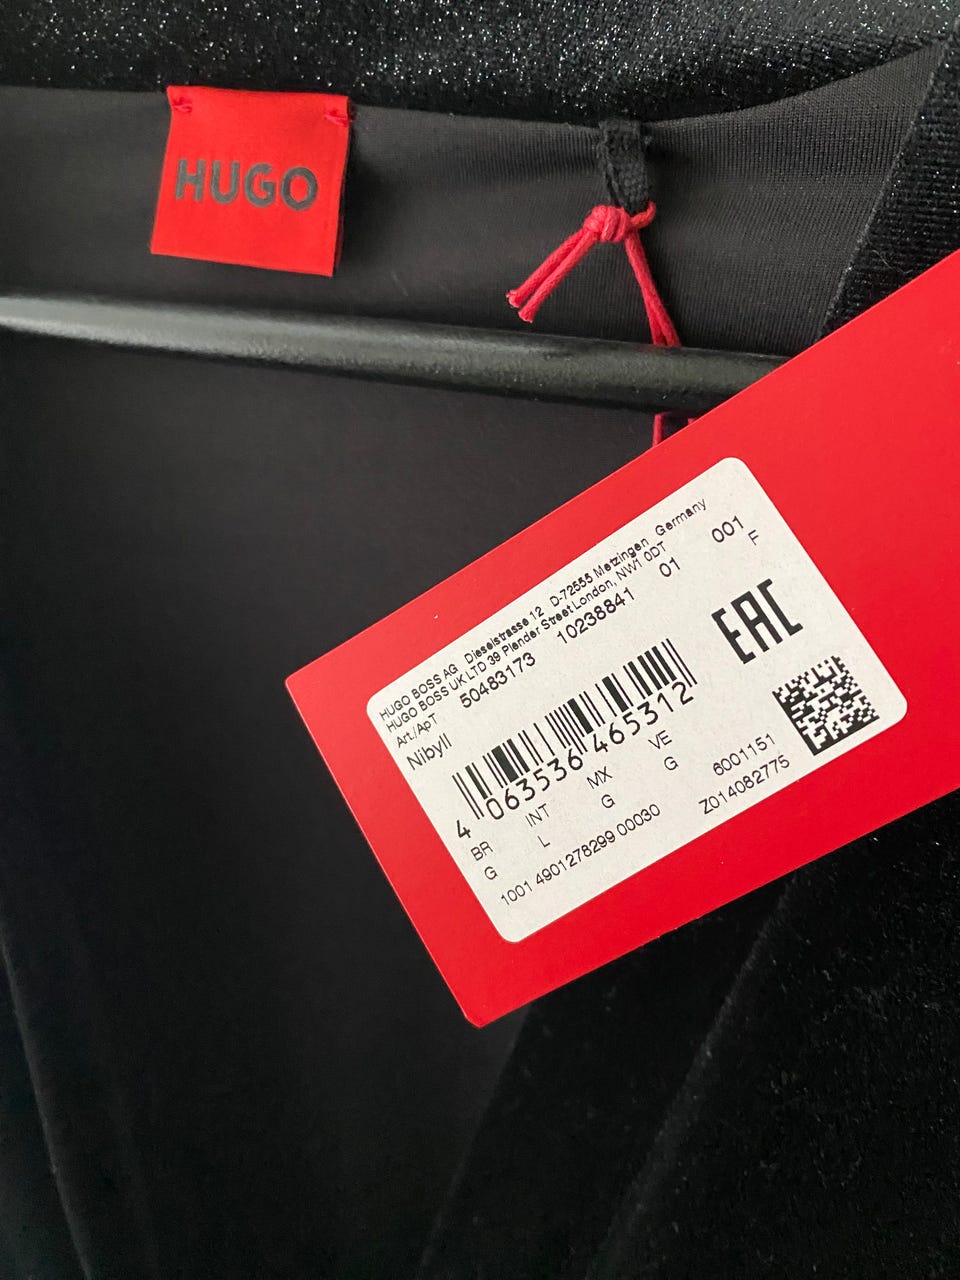 HUGO
HUGO BOSS AG Dieselstrasse 12 D-72555 Metzingen Germany
HUGO BOSS UK LTD 39 Plender Street London, NW1 0DT
Art./ApT 50483173 10238841 01 001
Nibyll F
EAC
4 063536 465312
BR INT MX VE
G L G G
6001151
1001 4901278299 00030 Z014082775